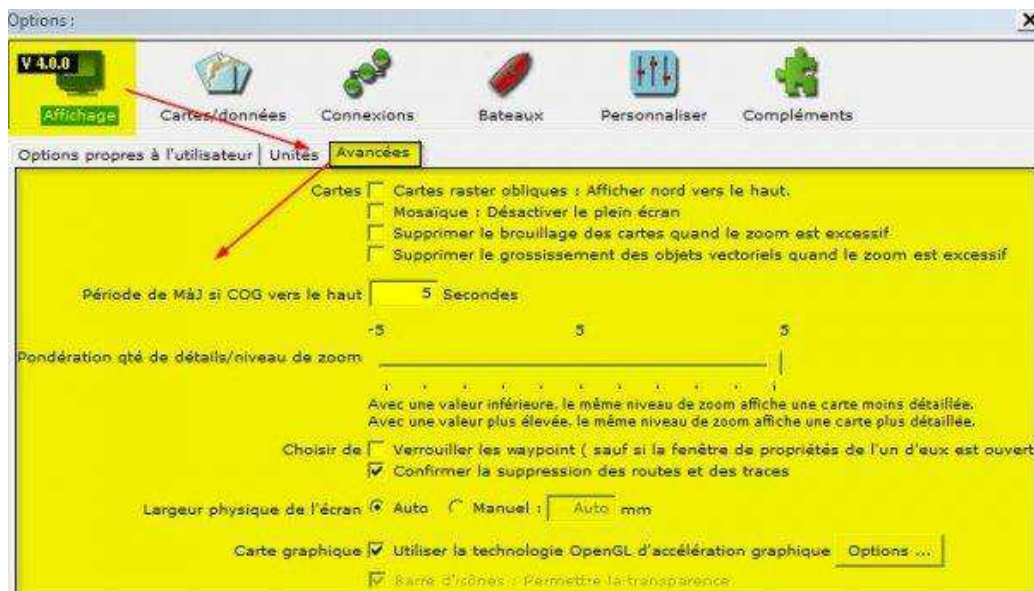 Options :
V 4.0.0
Affichage Cartes/données Connexions Bateaux Personnaliser Compléments
Options propres à l'utilisateur Unités Avancées
Cartes Cartes raster obliques : Afficher nord vers le haut.
Mosaïque : Désactiver le plein écran
Supprimer le brouillage des cartes quand le zoom est excessif
Supprimer le grossissement des objets vectoriels quand le zoom est excessif
Période de MàJ si COG vers le haut 5 Secondes
-5 5 5
Pondération qté de détails/niveau de zoom
Avec une valeur inférieure, le même niveau de zoom affiche une carte moins détaillée.
Avec une valeur plus élevée, le même niveau de zoom affiche une carte plus détaillée.
Choisir de Verrouiller les waypoint ( sauf si la fenêtre de propriétés de l'un d'eux est ouvert
Confirmer la suppression des routes et des traces
Largeur physique de l'écran Auto Manuel : Auto mm
Carte graphique Utiliser la technologie OpenGL d'accélération graphique Options ...
Barre d'icônes : Permettre la transparence